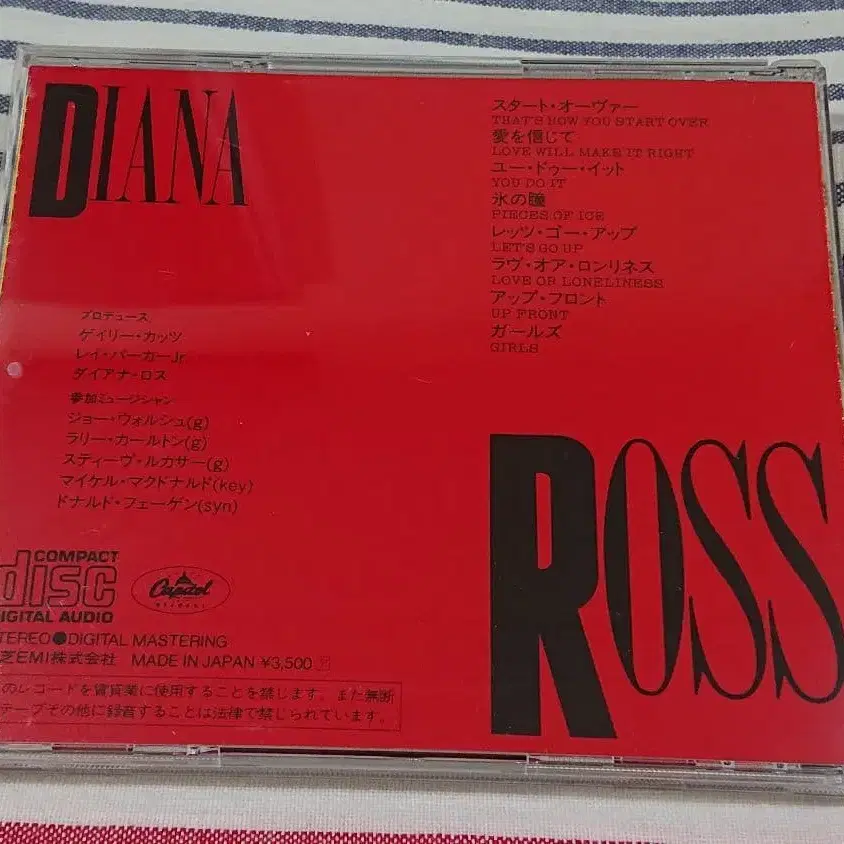 DIANA
スタート・オーヴァー
THAT'S HOW YOU START OVER
愛を信じて
LOVE WILL MAKE IT RIGHT
ユー・ドゥー・イット
YOU DO IT
氷の瞳
PIECES OF ICE
レッツ・ゴー・アップ
LET'S GO UP
ラヴ・オア・ロンリネス
LOVE OR LONELINESS
アップ・フロント
UP FRONT
ガールズ
GIRLS
プロデュース
ゲイリー・カッツ
レイ・パーカーJr.
ダイアナ・ロス
参加ミュージシャン
ジョー・ウォルシュ(g)
ラリー・カールトン(g)
スティーヴ・ルカサー(g)
マイケル・マクドナルド(key)
ドナルド・フェーゲン(syn)
ROSS
COMPACT
disc
DIGITAL AUDIO
Capitol
RECORDS
STEREO●DIGITAL MASTERING
芝EMI株式会社 MADE IN JAPAN ¥3,500
のレコードを賃貸業に使用することを禁じます。また無断
テープその他に録音することは法律で禁じられています。